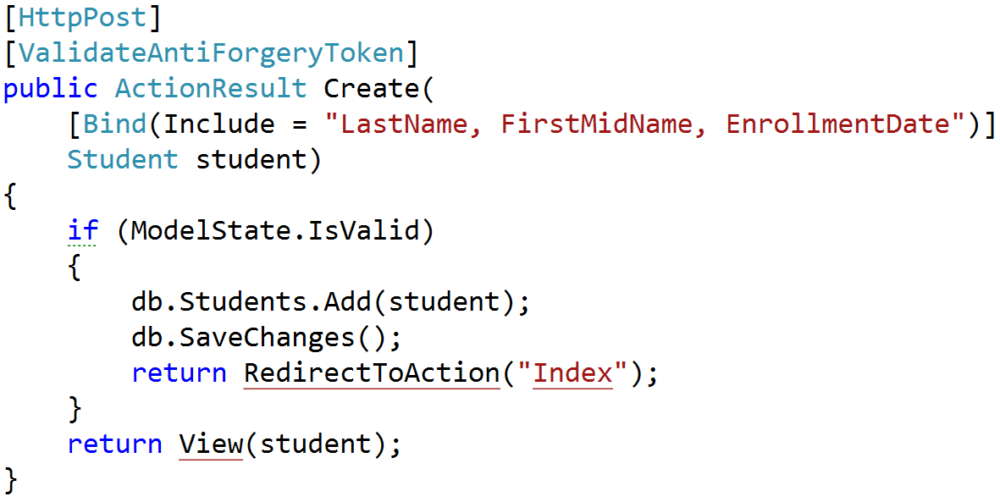 [HttpPost]
[ValidateAntiForgeryToken]
public ActionResult Create(
    [Bind(Include = "LastName, FirstMidName, EnrollmentDate")]
    Student student)
{
    if (ModelState.IsValid)
    {
        db.Students.Add(student);
        db.SaveChanges();
        return RedirectToAction("Index");
    }
    return View(student);
}